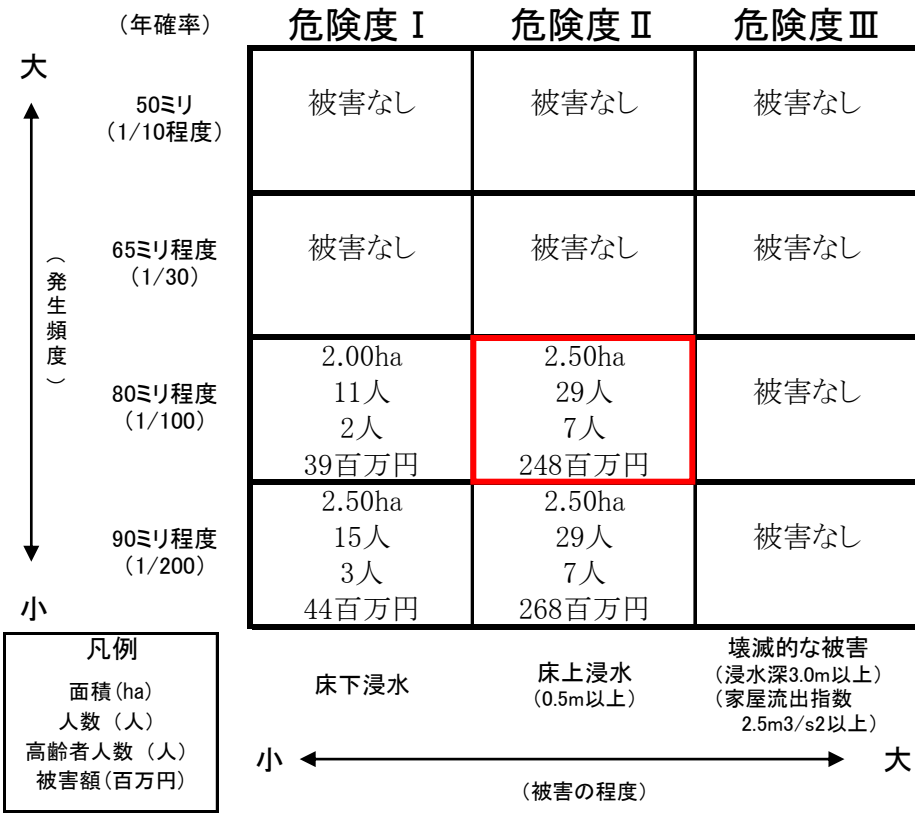 (年確率)
危険度Ⅰ
危険度Ⅱ
危険度Ⅲ
大
(発生頻度)
小
50ミリ
(1/10程度)
被害なし
被害なし
被害なし
65ミリ程度
(1/30)
被害なし
被害なし
被害なし
80ミリ程度
(1/100)
2.00ha
11人
2人
39百万円
2.50ha
29人
7人
248百万円
被害なし
90ミリ程度
(1/200)
2.50ha
15人
3人
44百万円
2.50ha
29人
7人
268百万円
被害なし
凡例
面積(ha)
人数(人)
高齢者人数(人)
被害額(百万円)
床下浸水
床上浸水
(0.5m以上)
壊滅的な被害
(浸水深3.0m以上)
(家屋流出指数
2.5m3/s2以上)
小
大
(被害の程度)